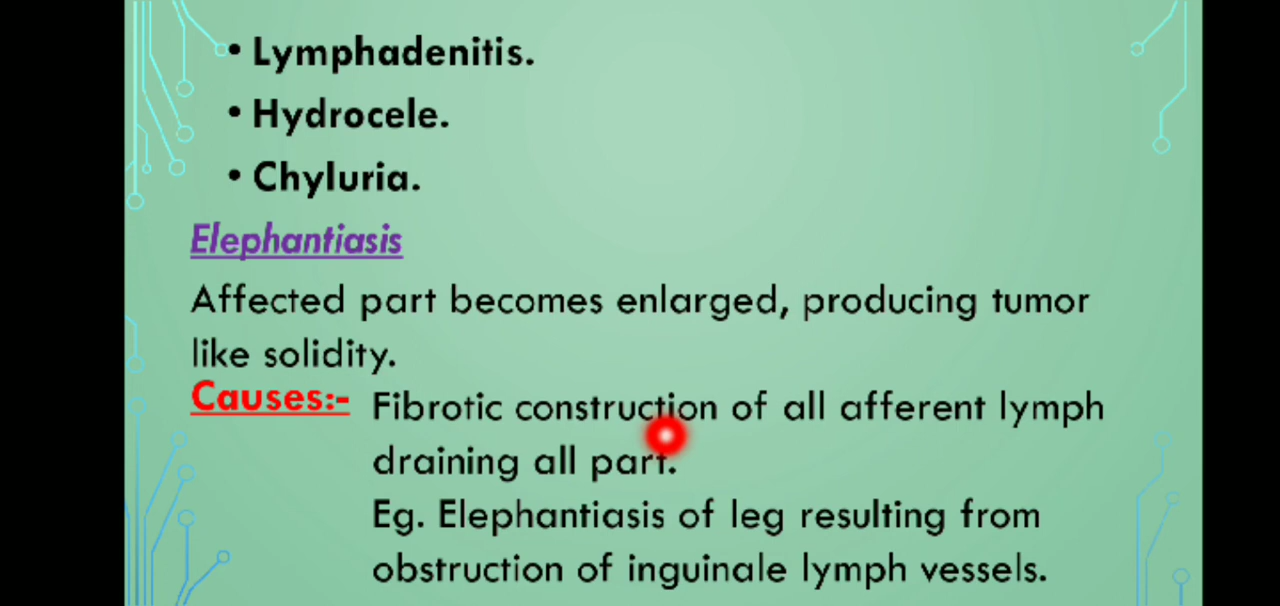 • Lymphadenitis.
• Hydrocele.
• Chyluria.
Elephantiasis
Affected part becomes enlarged, producing tumor
like solidity.
Causes:- Fibrotic construction of all afferent lymph
draining all part.
Eg. Elephantiasis of leg resulting from
obstruction of inguinale lymph vessels.